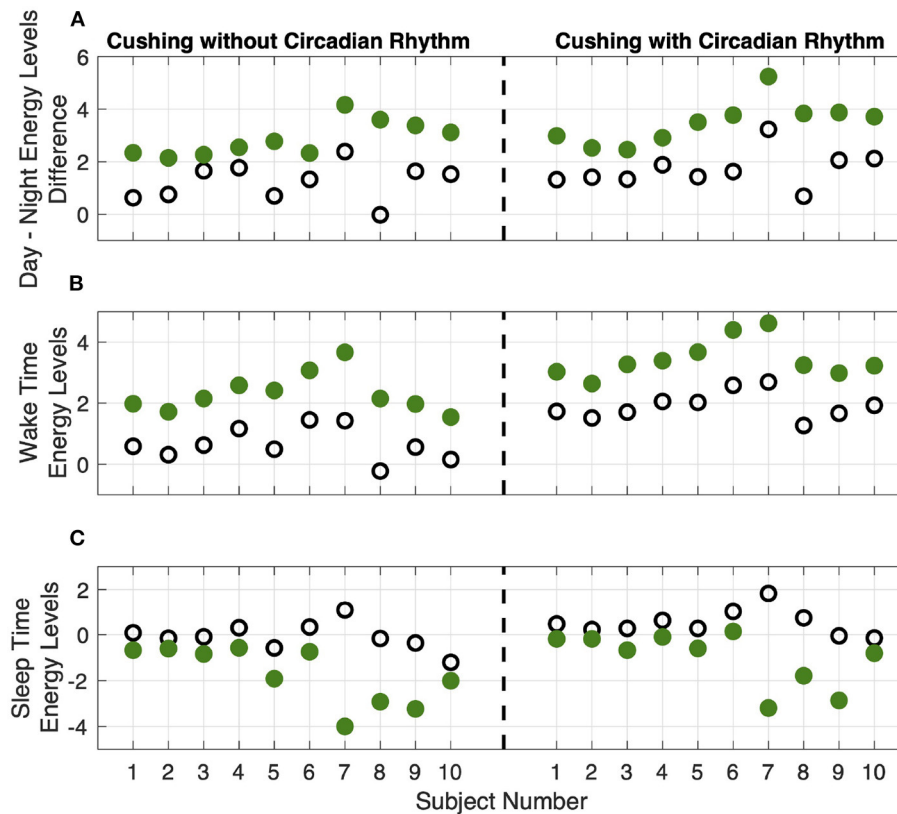 A
Cushing without Circadian Rhythm
Cushing with Circadian Rhythm
Day - Night Energy Levels
Difference
6
4
2
0
B
Wake Time
Energy Levels
4
2
0
C
Sleep Time
Energy Levels
2
0
-2
-4
1 2 3 4 5 6 7 8 9 10
1 2 3 4 5 6 7 8 9 10
Subject Number